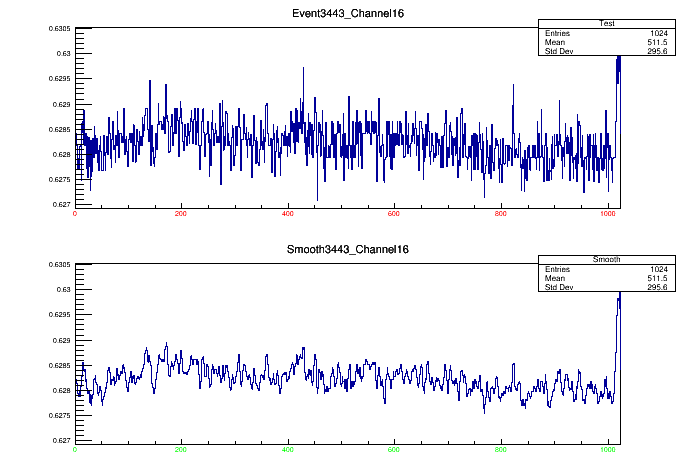 Event3443_Channel16
Test
Entries 1024
Mean 511.5
Std Dev 295.6
0.6305
0.63
0.6295
0.629
0.6285
0.628
0.6275
0.627
0 200 400 600 800 1000
Smooth3443_Channel16
Smooth
Entries 1024
Mean 511.5
Std Dev 295.6
0.6305
0.63
0.6295
0.629
0.6285
0.628
0.6275
0.627
0 200 400 600 800 1000